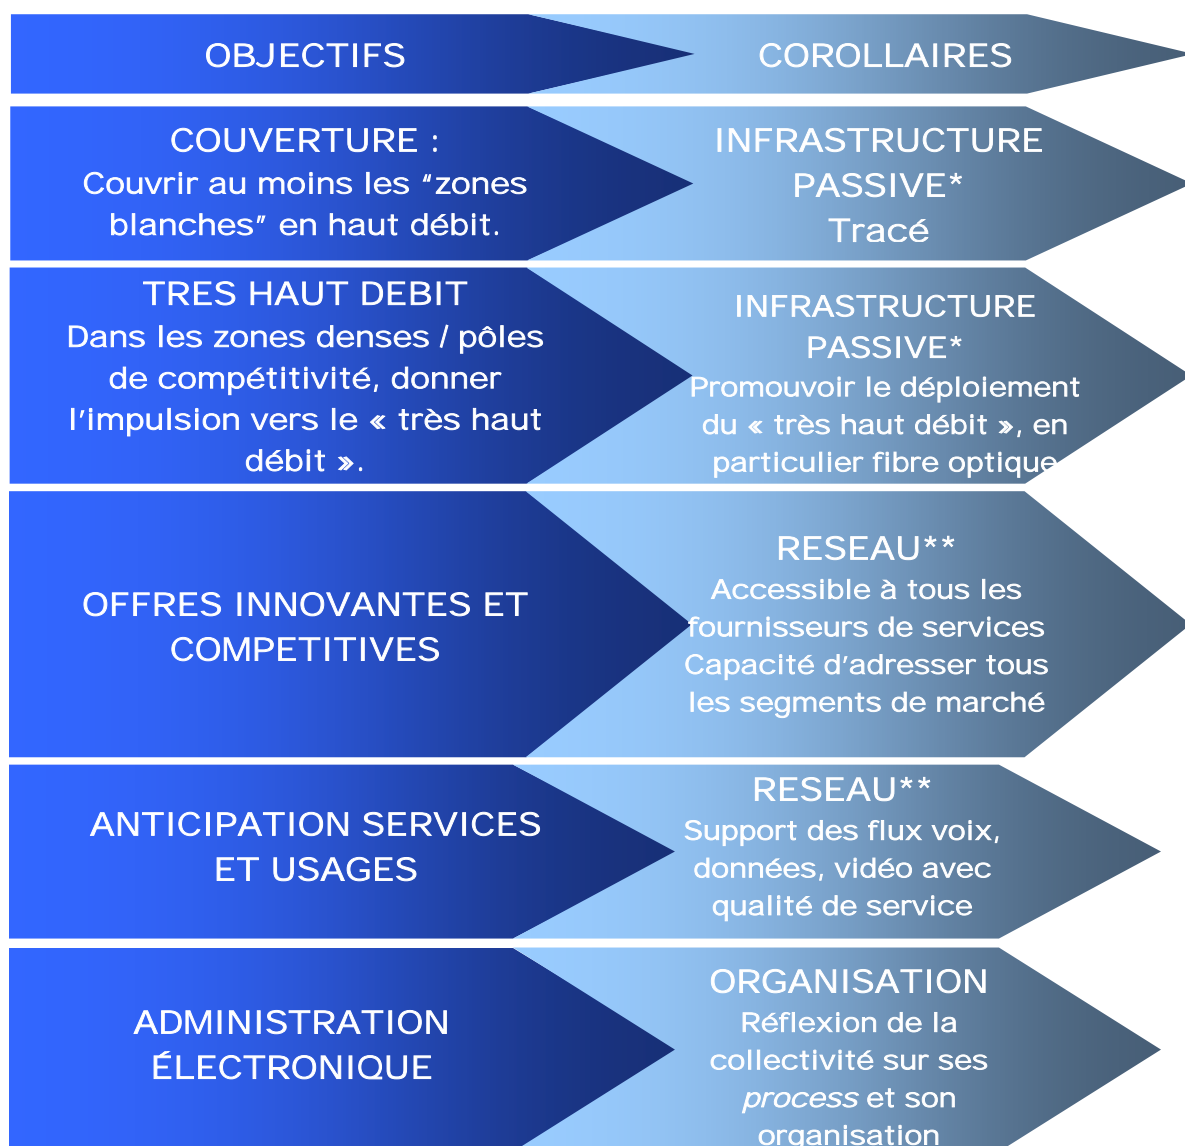 OBJECTIFS
COROLLAIRES
COUVERTURE :
Couvrir au moins les “zones
blanches” en haut débit.
INFRASTRUCTURE
PASSIVE*
Tracé
TRES HAUT DEBIT
Dans les zones denses / pôles
de compétitivité, donner
l’impulsion vers le « très haut
débit ».
INFRASTRUCTURE
PASSIVE*
Promouvoir le déploiement
du « très haut débit », en
particulier fibre optique
OFFRES INNOVANTES ET
COMPETITIVES
RESEAU**
Accessible à tous les
fournisseurs de services
Capacité d’adresser tous
les segments de marché
ANTICIPATION SERVICES
ET USAGES
RESEAU**
Support des flux voix,
données, vidéo avec
qualité de service
ADMINISTRATION
ÉLECTRONIQUE
ORGANISATION
Réflexion de la
collectivité sur ses
process et son
organisation